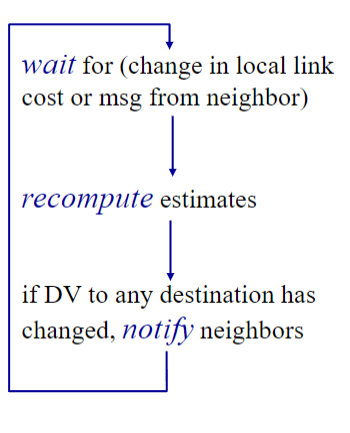 wait for (change in local link
cost or msg from neighbor)
recompute estimates
if DV to any destination has
changed, notify neighbors